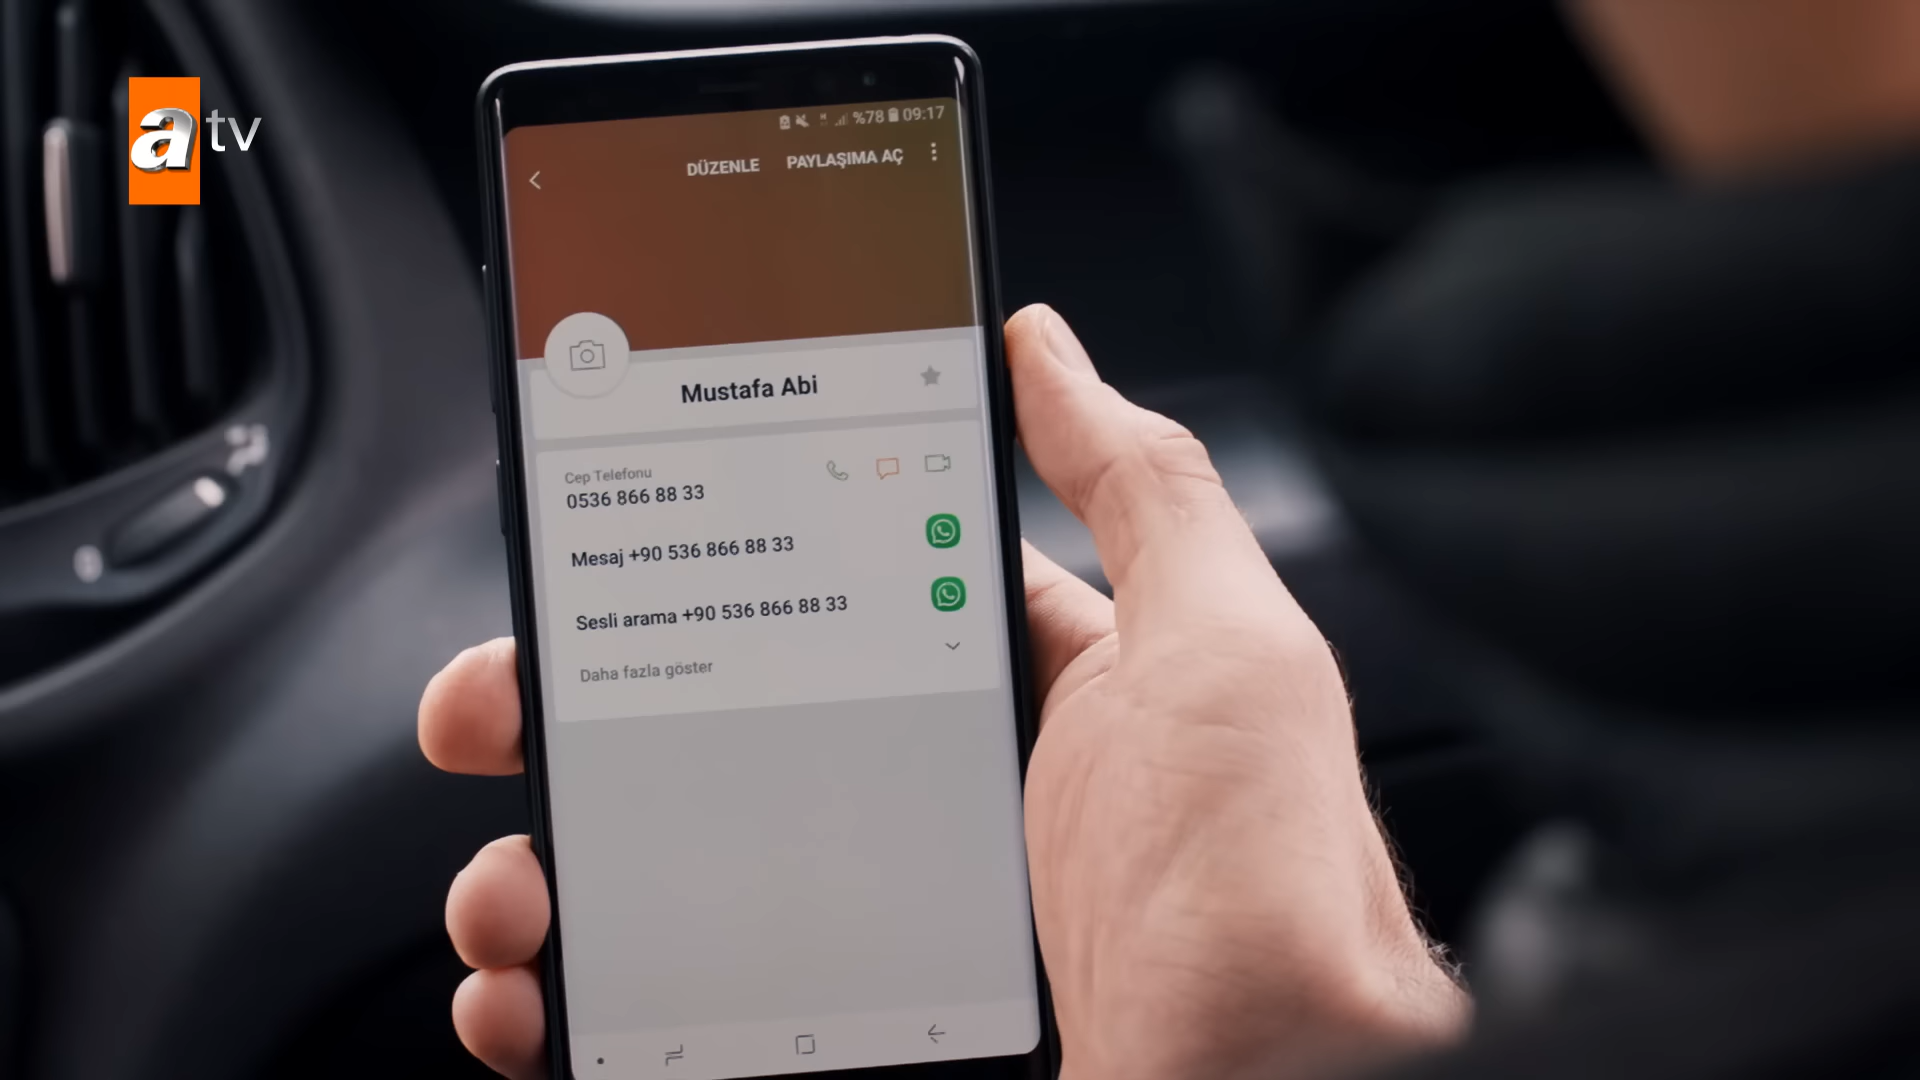 atv
%78 09:17
DÜZENLE PAYLAŞIMA AÇ
Mustafa Abi
Cep Telefonu
0536 866 88 33
Mesaj +90 536 866 88 33
Sesli arama +90 536 866 88 33
Daha fazla göster